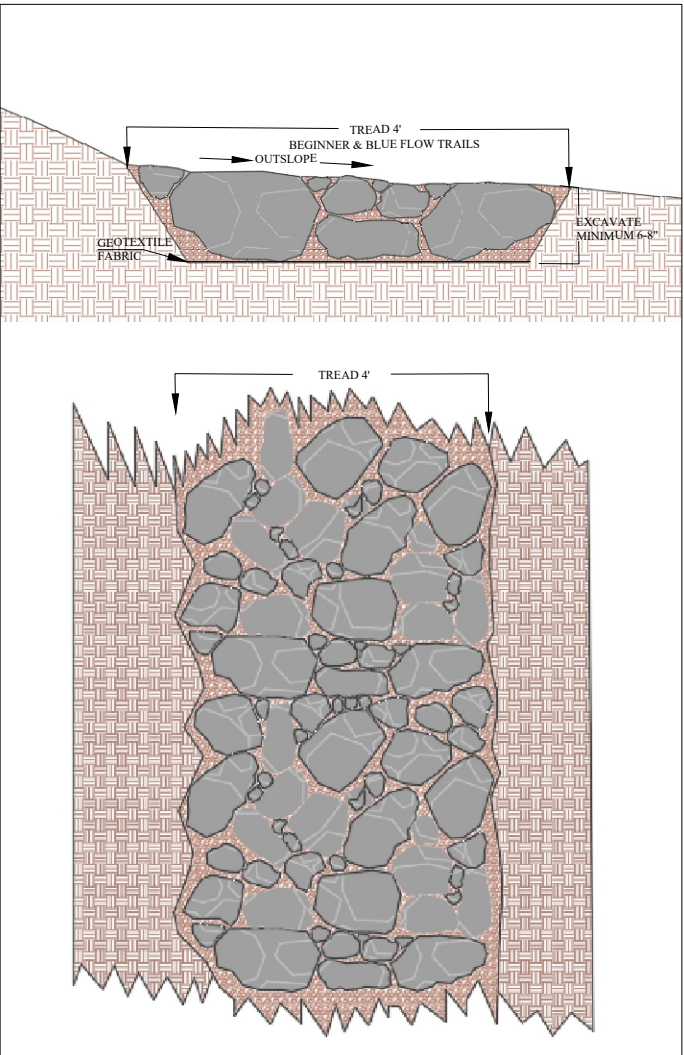 TREAD 4'
BEGINNER & BLUE FLOW TRAILS
OUTSLOPE
EXCAVATE
MINIMUM 6-8"
GEOTEXTILE
FABRIC
TREAD 4'